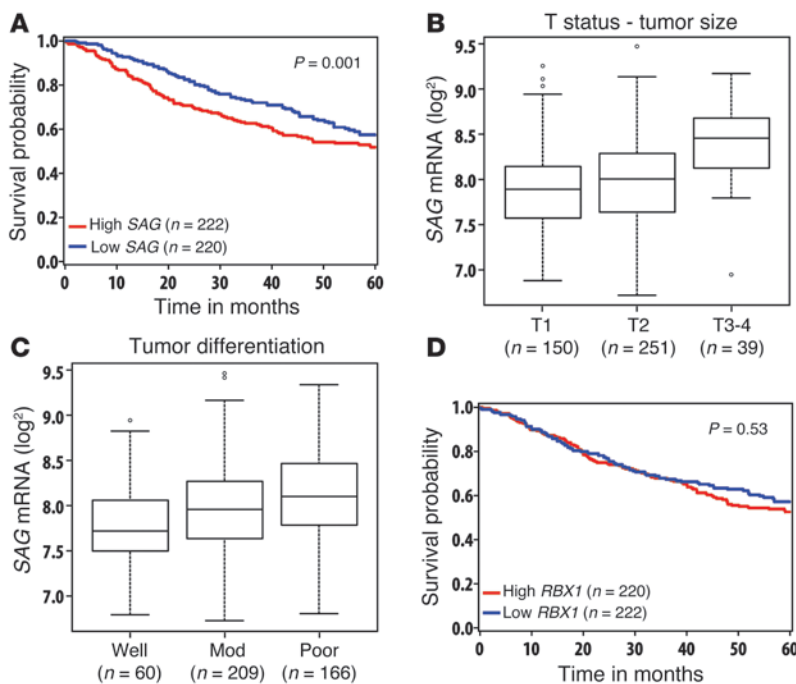 A
1.0
0.8
0.6
0.4
0.2
0.0
Survival probability
P = 0.001
High SAG (n = 222)
Low SAG (n = 220)
0 10 20 30 40 50 60
Time in months
B
T status - tumor size
9.5
9.0
8.5
8.0
7.5
7.0
SAG mRNA (log²)
T1 T2 T3-4
(n = 150) (n = 251) (n = 39)
C
Tumor differentiation
9.5
9.0
8.5
8.0
7.5
7.0
SAG mRNA (log²)
Well Mod Poor
(n = 60) (n = 209) (n = 166)
D
1.0
0.8
0.6
0.4
0.2
0.0
Survival probability
P = 0.53
High RBX1 (n = 220)
Low RBX1 (n = 222)
0 10 20 30 40 50 60
Time in months